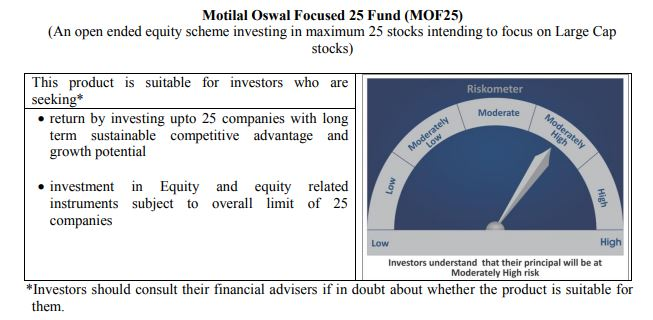 Motilal Oswal Focused 25 Fund (MOF25)
(An open ended equity scheme investing in maximum 25 stocks intending to focus on Large Cap
stocks)
This product is suitable for investors who are
seeking*
• return by investing upto 25 companies with long
term sustainable competitive advantage and
growth potential
• investment in Equity and equity related
instruments subject to overall limit of 25
companies
Riskometer
Low
Moderately
Low
Moderate
Moderately
High
High
Low
High
Investors understand that their principal will be at
Moderately High risk
*Investors should consult their financial advisers if in doubt about whether the product is suitable for
them.